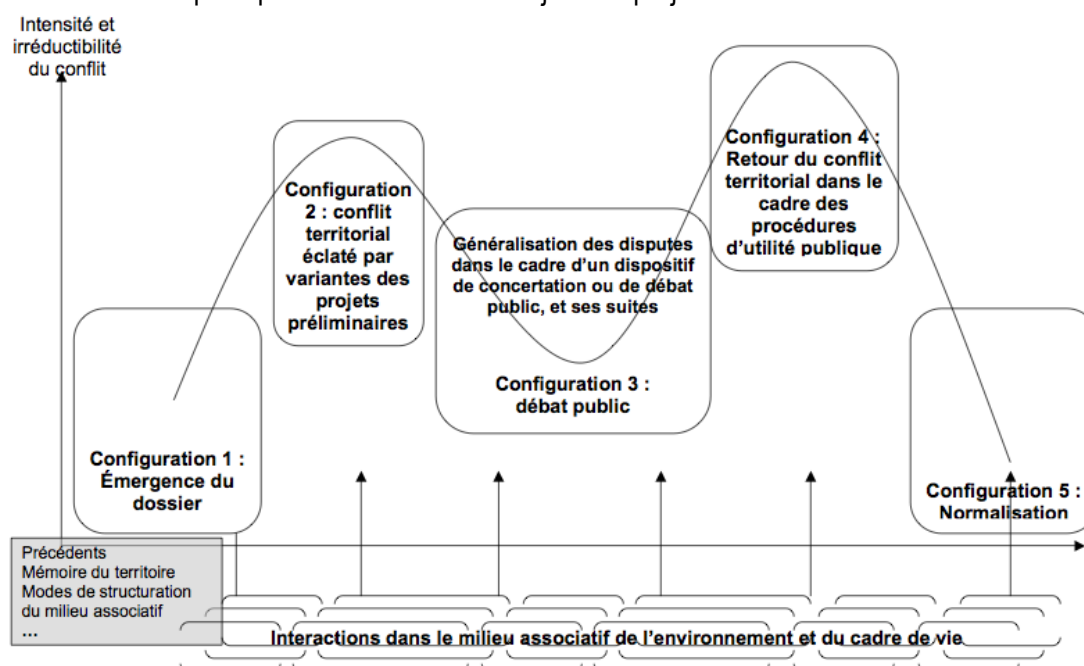 Intensité et
irréductibilité
du conflit
Configuration
2 : conflit
territorial
éclaté par
variantes des
projets
préliminaires
Généralisation des disputes
dans le cadre d'un dispositif
de concertation ou de débat
public, et ses suites
Configuration 3 :
débat public
Configuration 4 :
Retour du conflit
territorial dans le
cadre des
procédures
d'utilité publique
Configuration 1 :
Émergence du
dossier
Configuration 5 :
Normalisation
Précédents
Mémoire du territoire
Modes de structuration
du milieu associatif
…
Interactions dans le milieu associatif de l'environnement et du cadre de vie